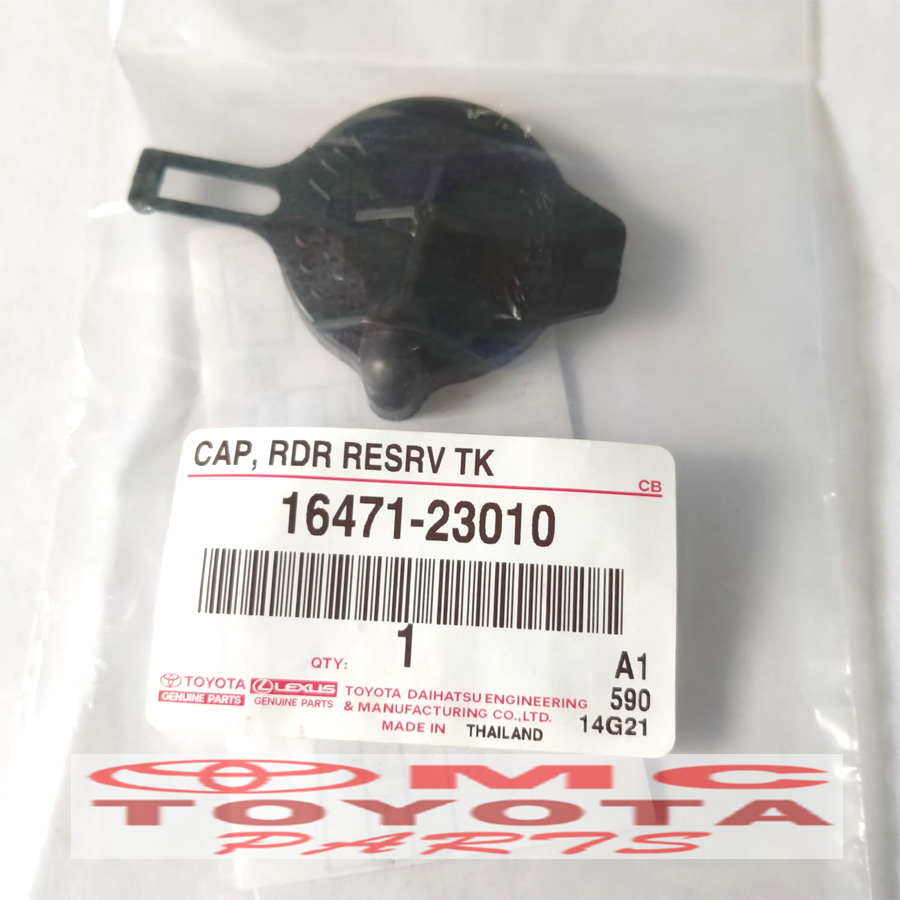 CAP, RDR RESRV TK
CB
16471-23010
QTY: 1
A1
TOYOTA
GENUINE PARTS
LEXUS
GENUINE PARTS
TOYOTA DAIHATSU ENGINEERING
& MANUFACTURING CO.,LTD.
590
MADE IN THAILAND
14G21
OMC
TOYOTA
PARTS